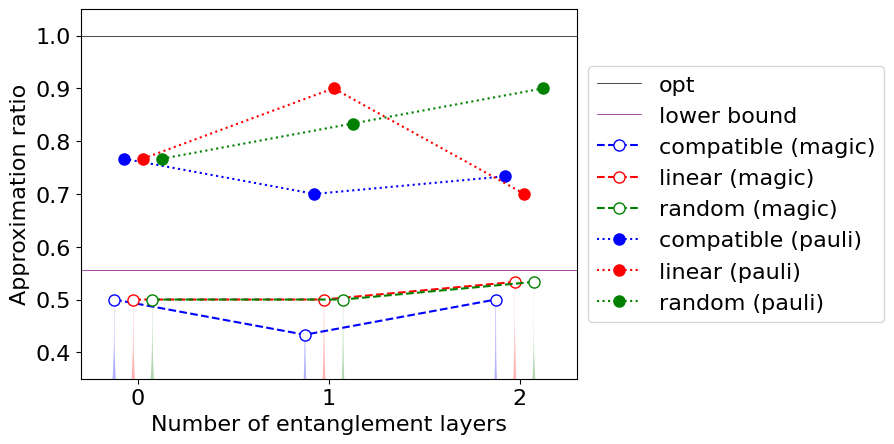 1.0
0.9
0.8
0.7
0.6
0.5
0.4
Approximation ratio
0 1 2
Number of entanglement layers
opt
lower bound
compatible (magic)
linear (magic)
random (magic)
compatible (pauli)
linear (pauli)
random (pauli)